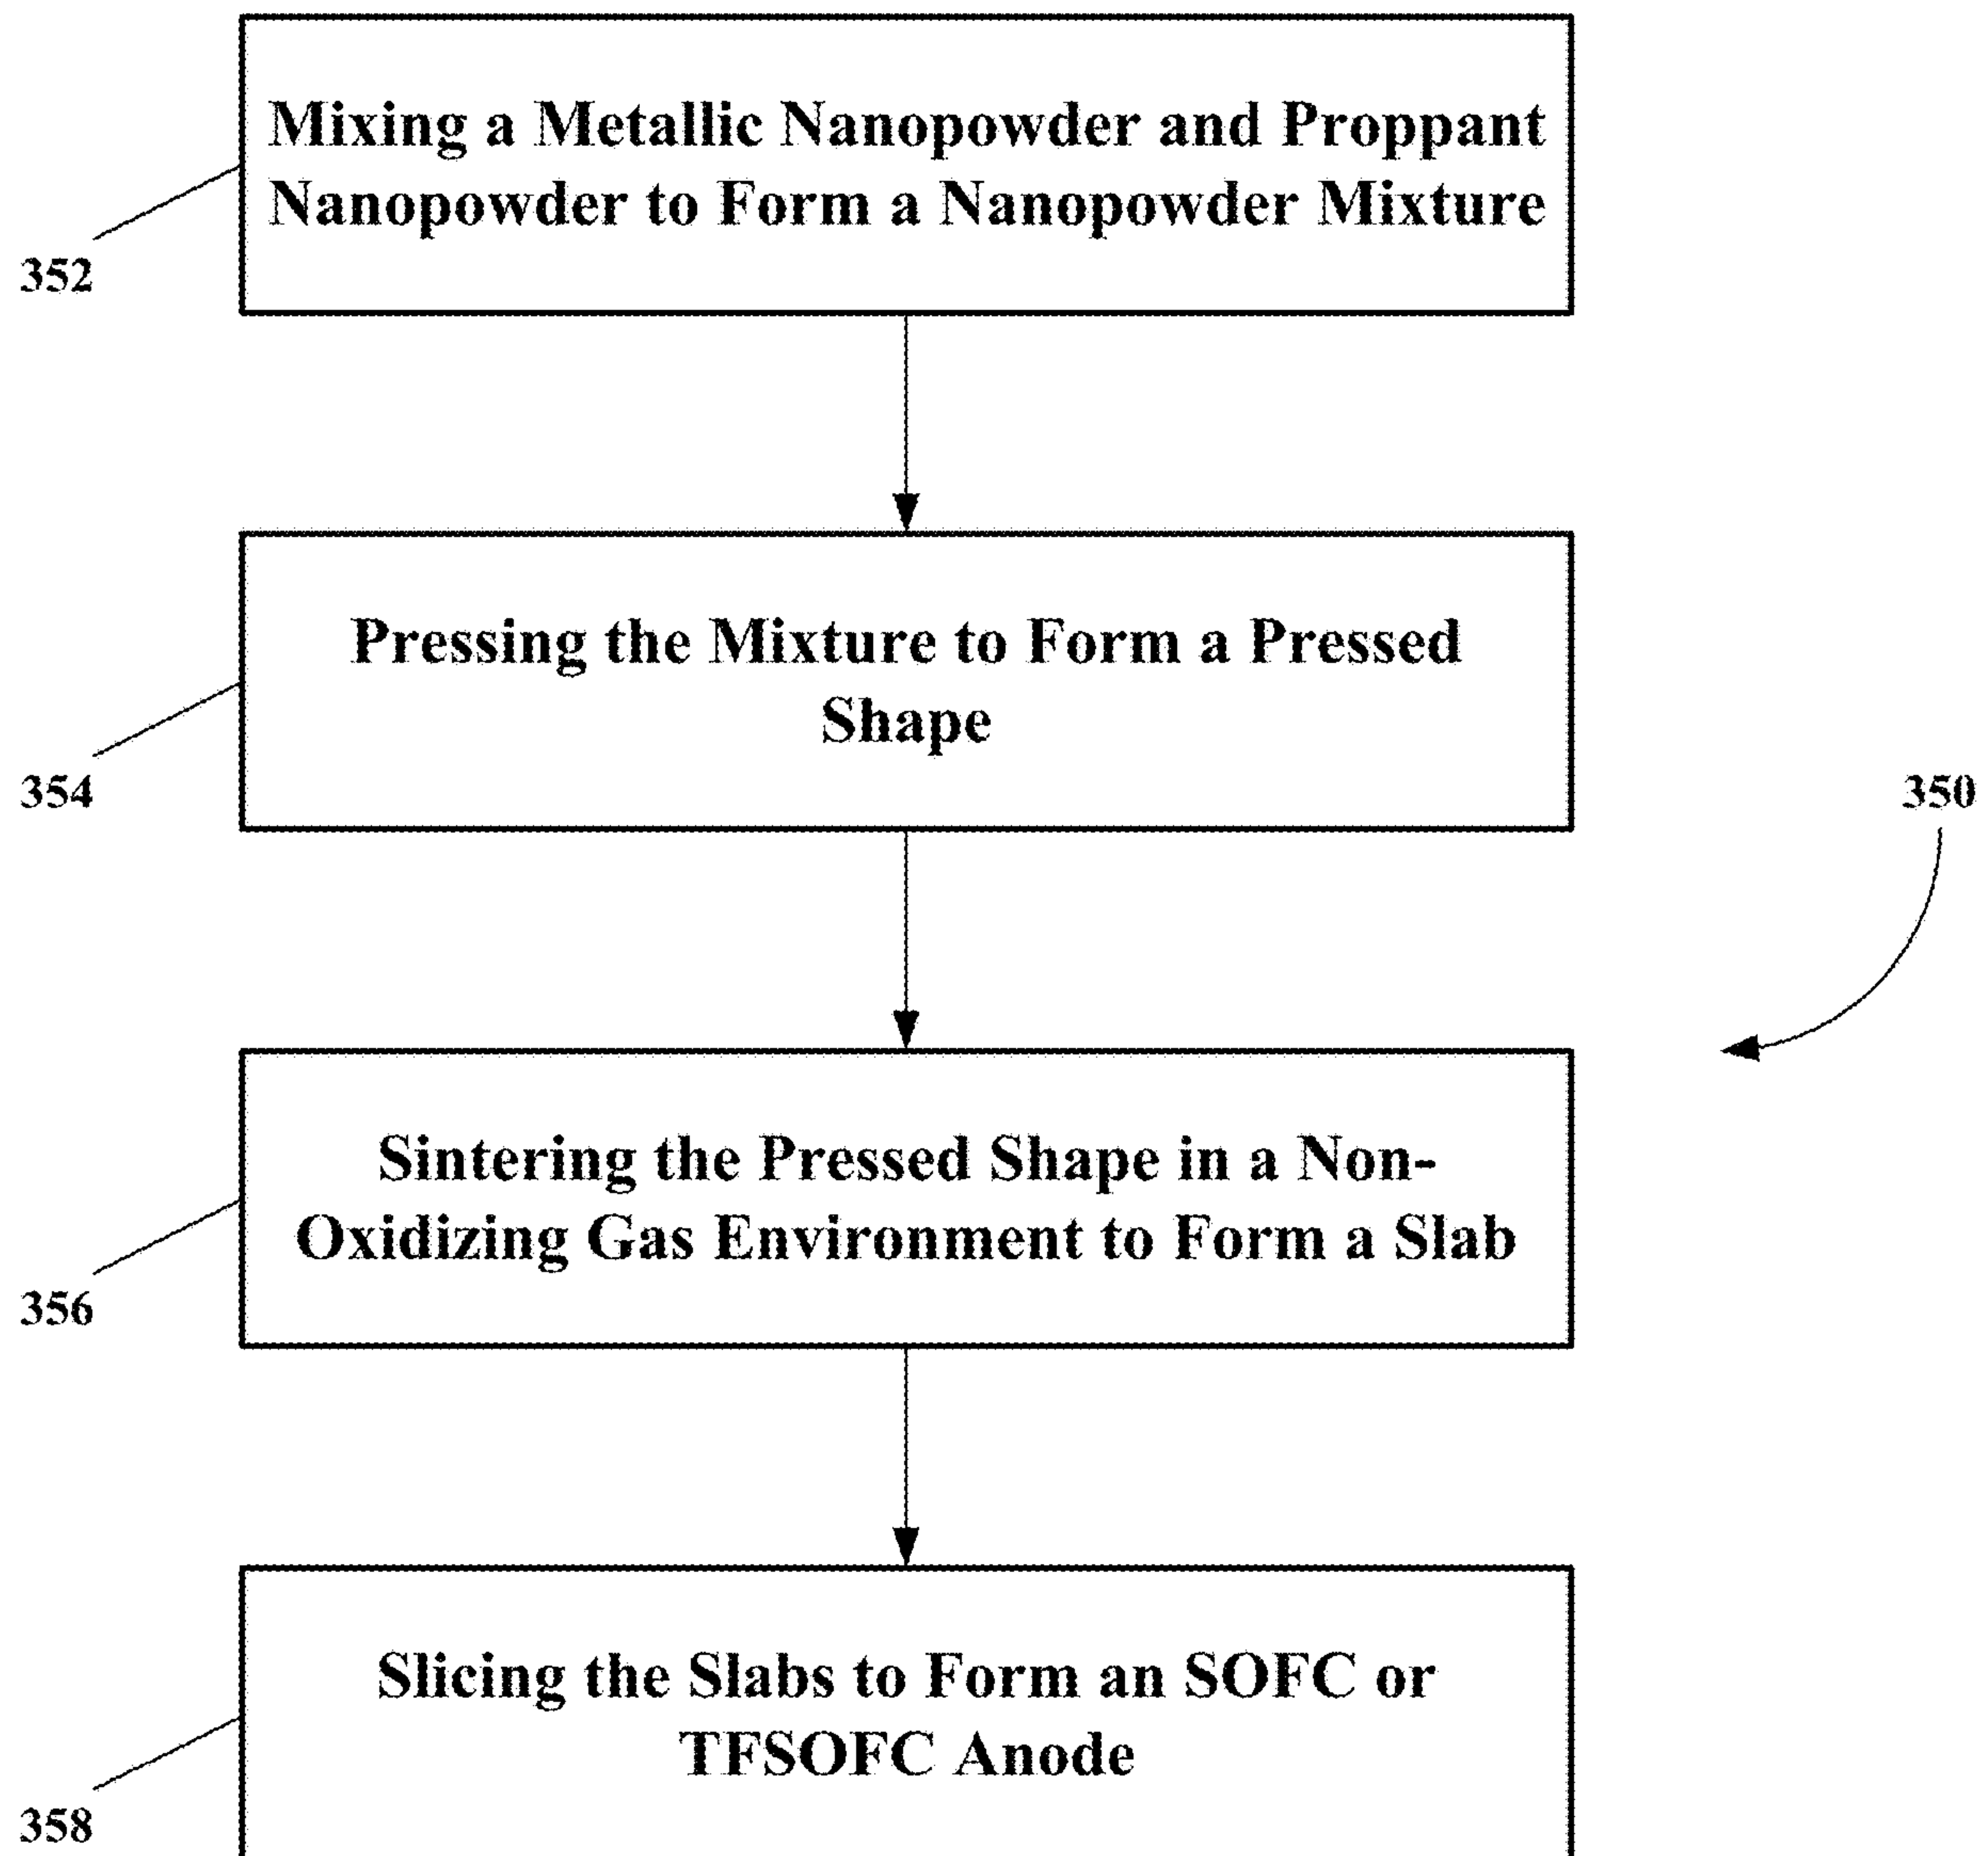 Mixing a Metallic Nanopowder and Proppant
Nanopowder to Form a Nanopowder Mixture
352
Pressing the Mixture to Form a Pressed
Shape
354
350
Sintering the Pressed Shape in a Non-
Oxidizing Gas Environment to Form a Slab
356
Slicing the Slabs to Form an SOFC or
TFSOFC Anode
358